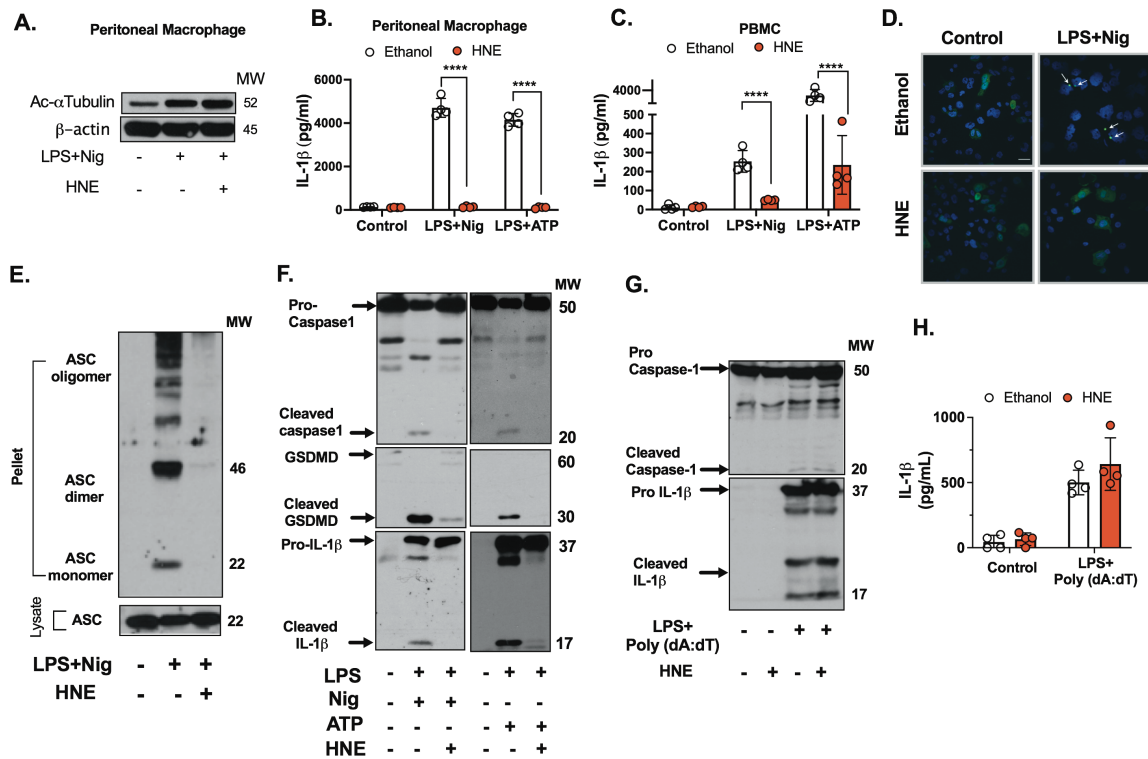 A.
Peritoneal Macrophage
MW
Ac-αTubulin
52
β-actin
45
LPS+Nig - + +
HNE - - +
B.
Peritoneal Macrophage
Ethanol HNE
****
****
6000
4000
2000
0
IL-1β (pg/ml)
Control LPS+Nig LPS+ATP
C.
PBMC
Ethanol HNE
****
****
4000
3000
500
400
300
200
100
0
IL-1β (pg/ml)
Control LPS+Nig LPS+ATP
D.
Control LPS+Nig
Ethanol
HNE
E.
MW
Pellet
ASC
oligomer
ASC
dimer
46
ASC
monomer
22
Lysate
ASC
22
LPS+Nig - + +
HNE - - +
F.
MW
Pro-
Caspase1
50
Cleaved
caspase1
20
GSDMD
60
Cleaved
GSDMD
30
Pro-IL-1β
37
Cleaved
IL-1β
17
LPS - + + - + +
Nig - + +
ATP - + +
HNE - - + - - +
G.
MW
Pro
Caspase-1
50
Cleaved
Caspase-1
20
Pro IL-1β
37
Cleaved
IL-1β
17
LPS+
Poly (dA:dT) - - + +
HNE - + - +
H.
Ethanol HNE
1000
500
0
IL-1β
(pg/mL)
Control
LPS+
Poly (dA:dT)